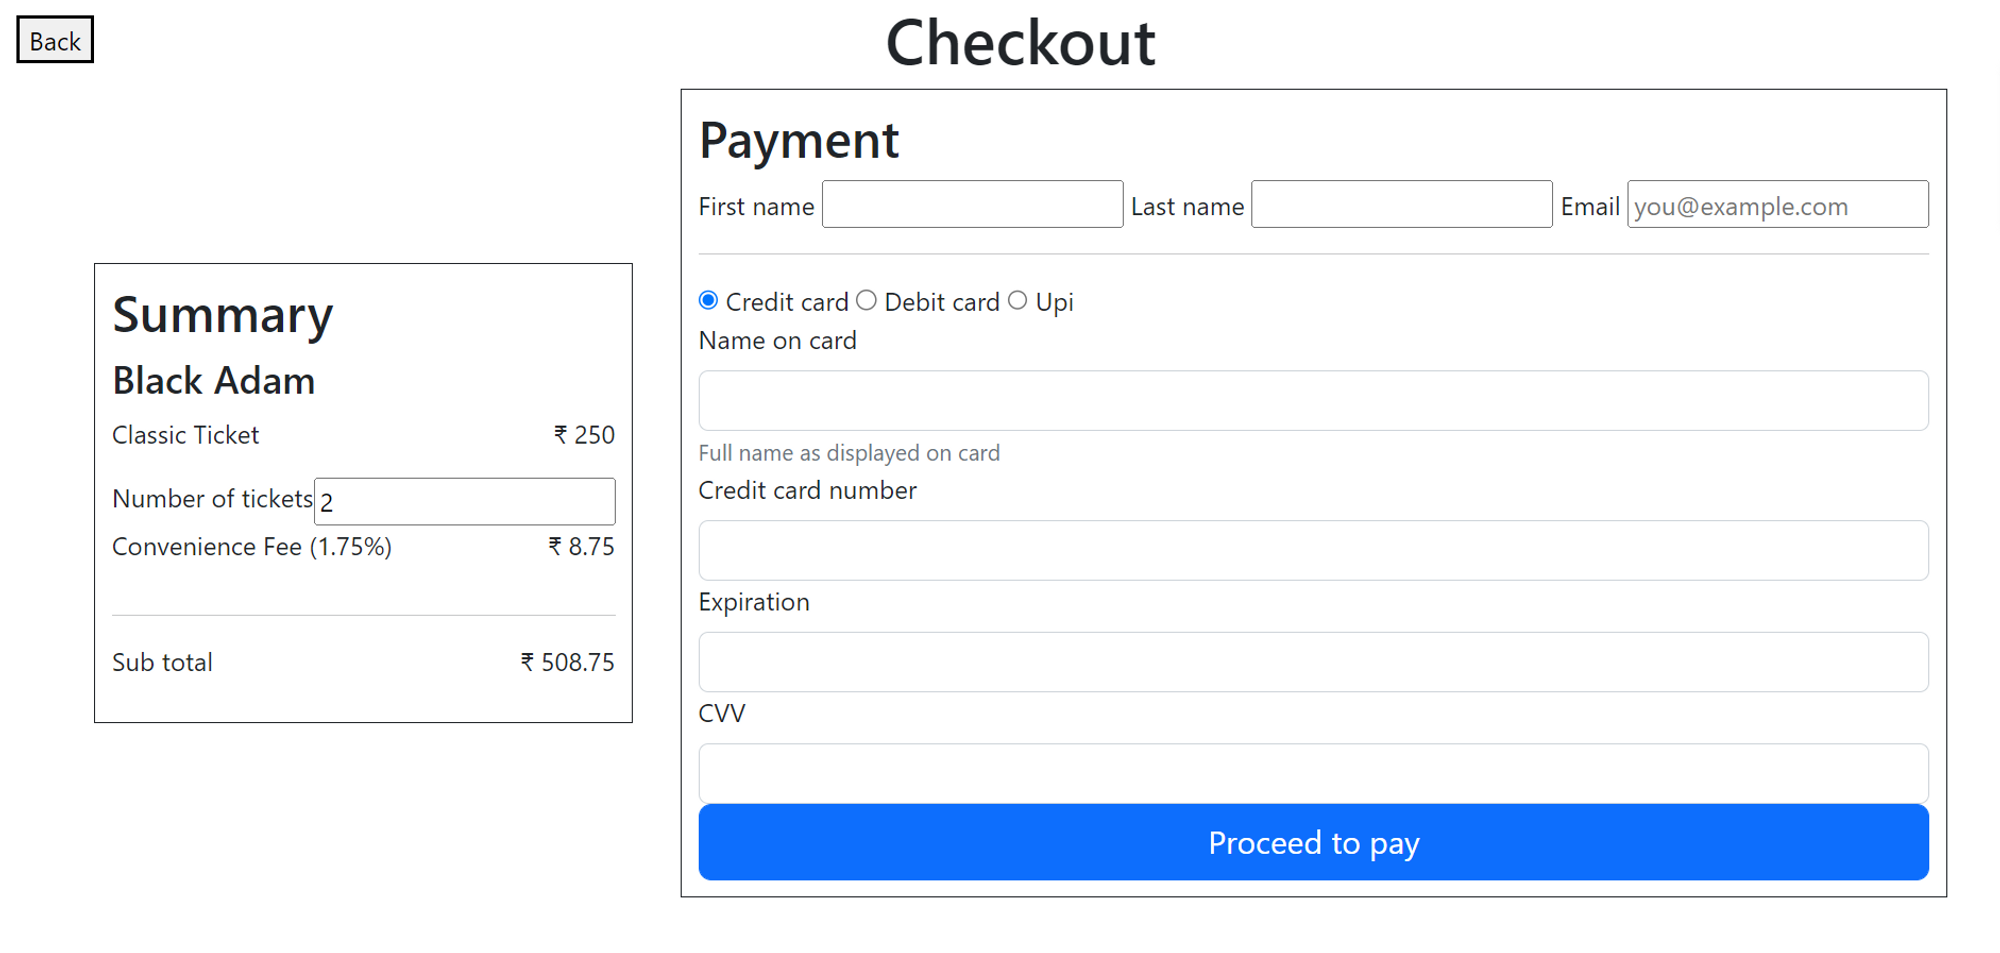 Back
Checkout
Summary
Black Adam
Classic Ticket ₹ 250
Number of tickets 2
Convenience Fee (1.75%) ₹ 8.75
Sub total ₹ 508.75
Payment
First name Last name Email you@example.com
Credit card Debit card Upi
Name on card
Full name as displayed on card
Credit card number
Expiration
CVV
Proceed to pay